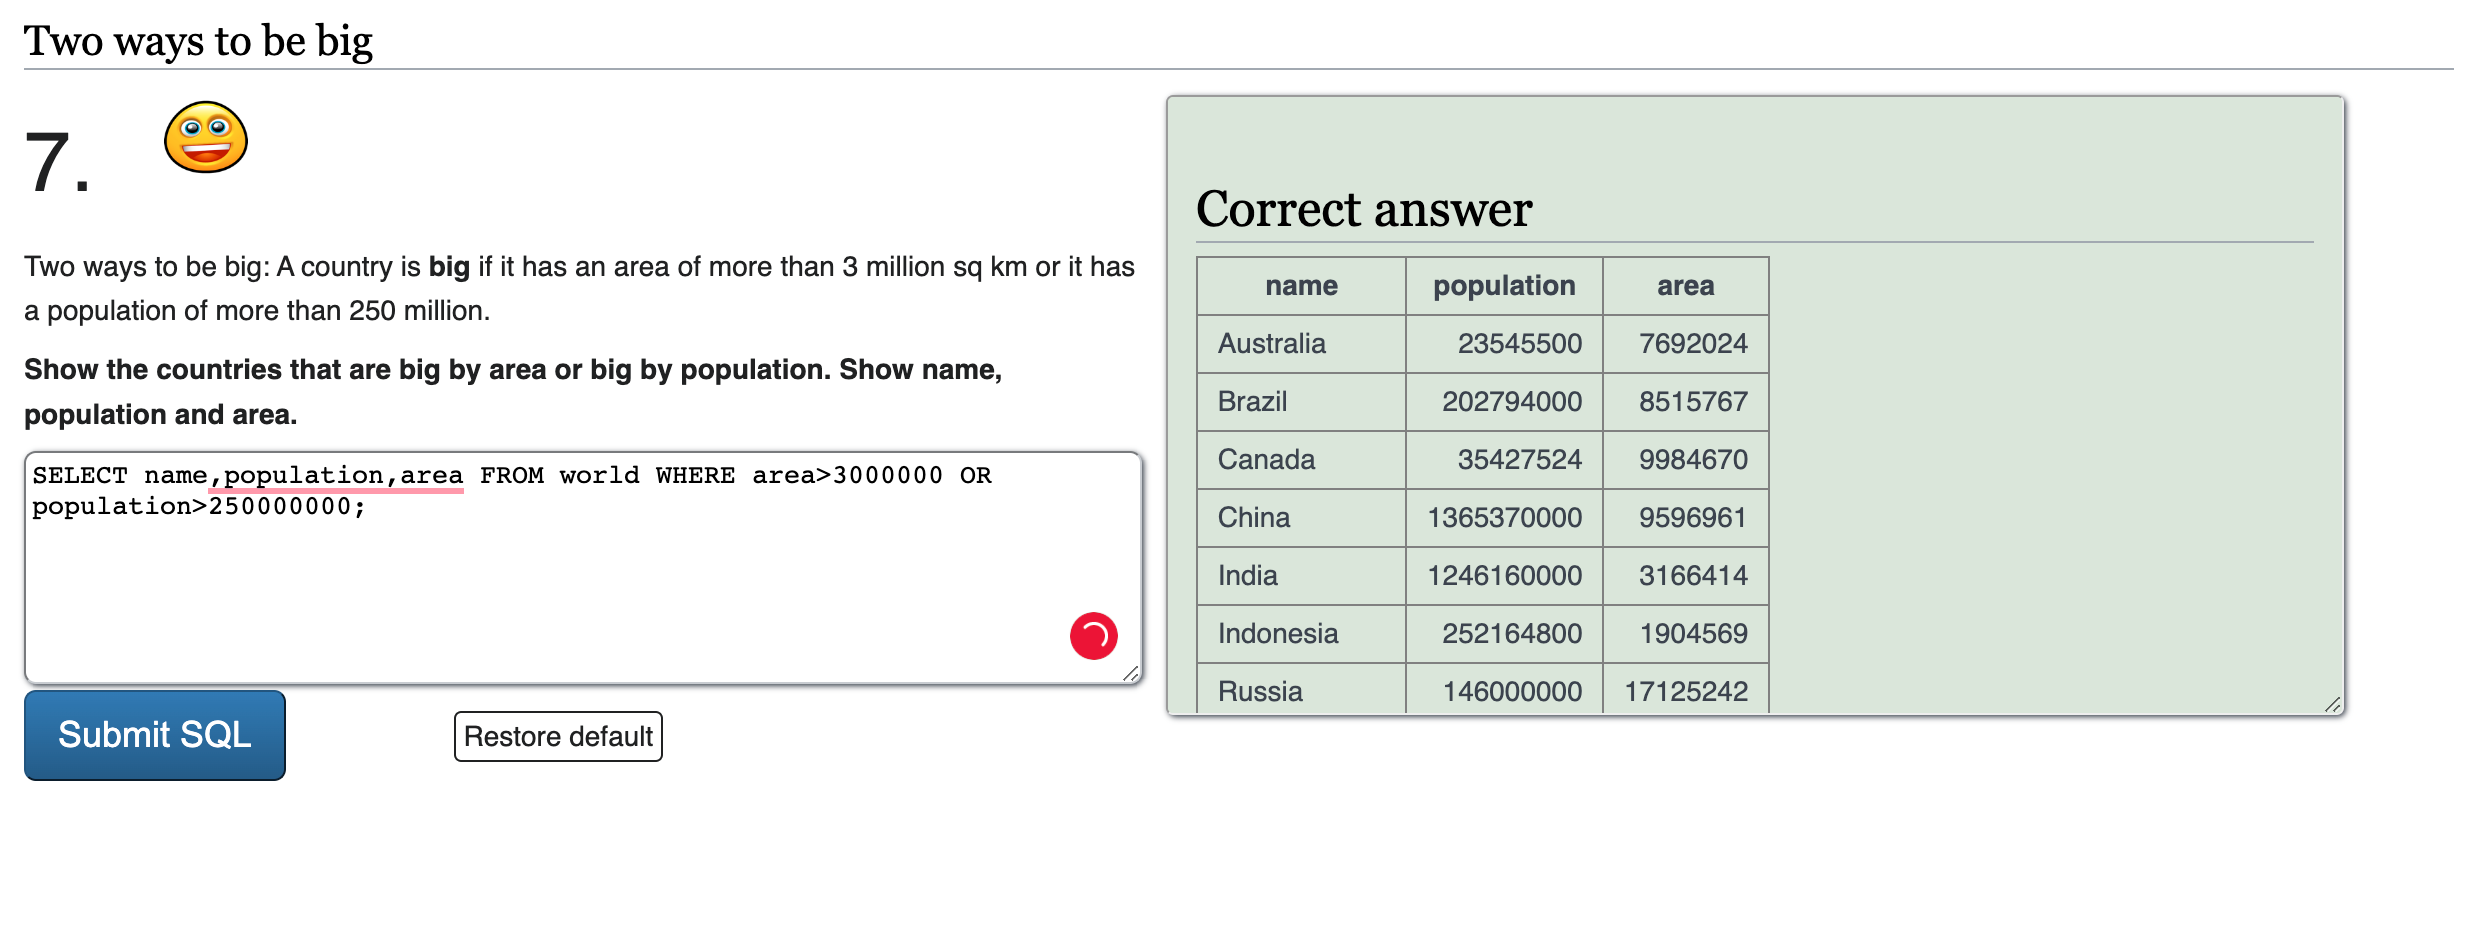 Two ways to be big
7.
Two ways to be big: A country is big if it has an area of more than 3 million sq km or it has
a population of more than 250 million.
Show the countries that are big by area or big by population. Show name,
population and area.
SELECT name,population,area FROM world WHERE area>3000000 OR
population>250000000;
Submit SQL
Restore default
Correct answer
name population area
Australia 23545500 7692024
Brazil 202794000 8515767
Canada 35427524 9984670
China 1365370000 9596961
India 1246160000 3166414
Indonesia 252164800 1904569
Russia 146000000 17125242